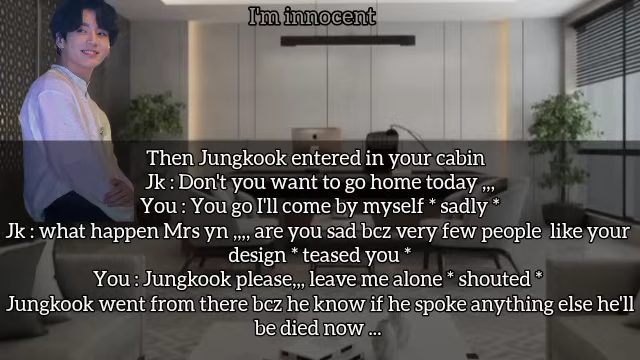 I'm innocent
Then Jungkook entered in your cabin
Jk : Don't you want to go home today ,,,
You : You go I'll come by myself * sadly *
Jk : what happen Mrs yn ,,,, are you sad bcz very few people  like your
design * teased you *
You : Jungkook please,,, leave me alone * shouted *
Jungkook went from there bcz he know if he spoke anything else he'll
be died now ...